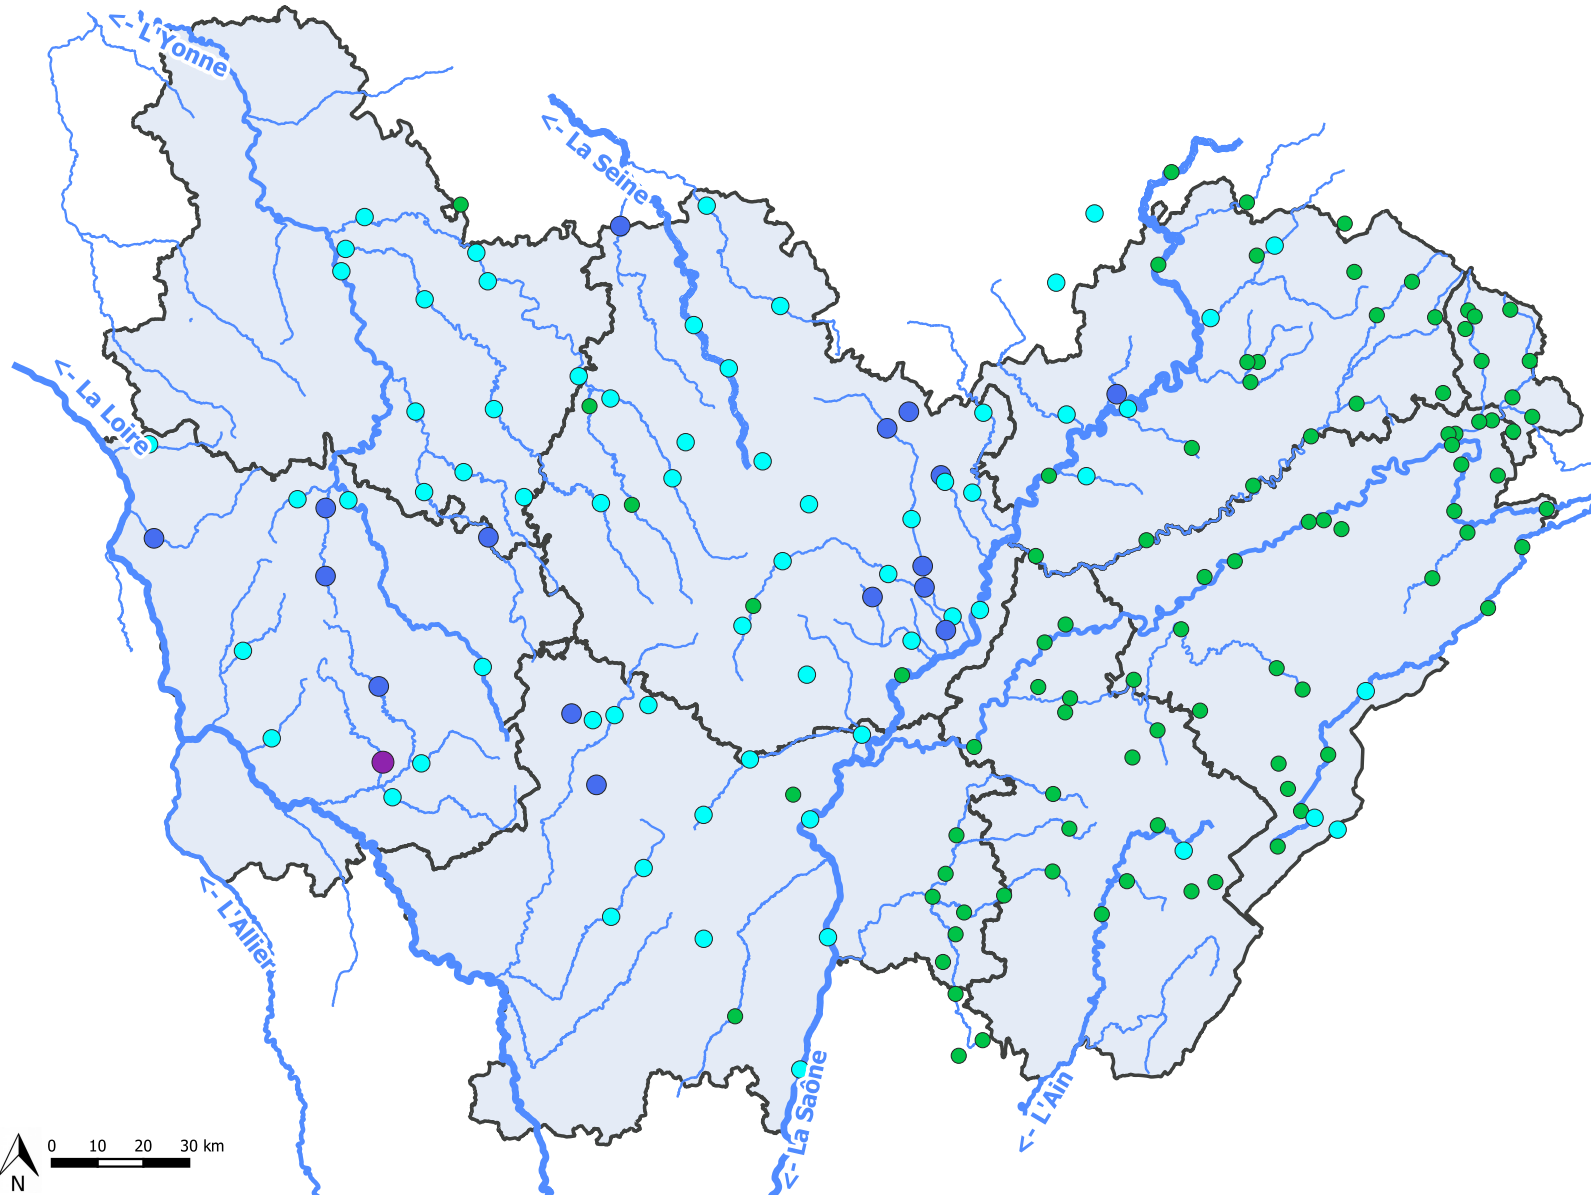 <- L'Yonne
<- La Seine
<- La Loire
<- L'Allier
<- La Saône
<- L'Ain
0 10 20 30 km
N